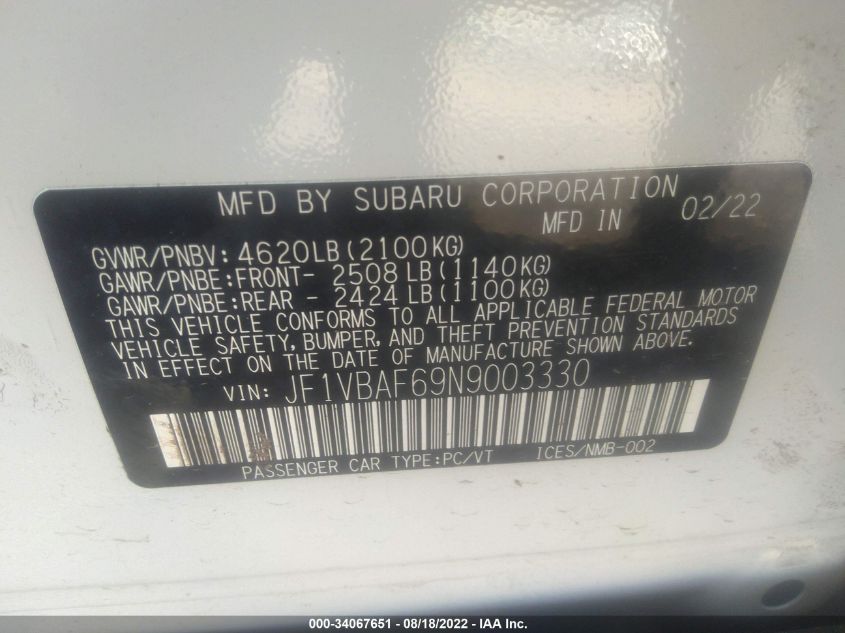 MFD BY SUBARU CORPORATION
MFD IN 02/22
GVWR/PNBV: 4620LB(2100KG)
GAWR/PNBE:FRONT- 2508LB(1140KG)
GAWR/PNBE:REAR - 2424LB(1100KG)
THIS VEHICLE CONFORMS TO ALL APPLICABLE FEDERAL MOTOR
VEHICLE SAFETY, BUMPER, AND THEFT PREVENTION STANDARDS
IN EFFECT ON THE DATE OF MANUFACTURE SHOWN ABOVE.
VIN: JF1VBAF69N9003330
PASSENGER CAR TYPE:PC/VT ICES/NMB-002
000-34067651 - 08/18/2022 - IAA Inc.